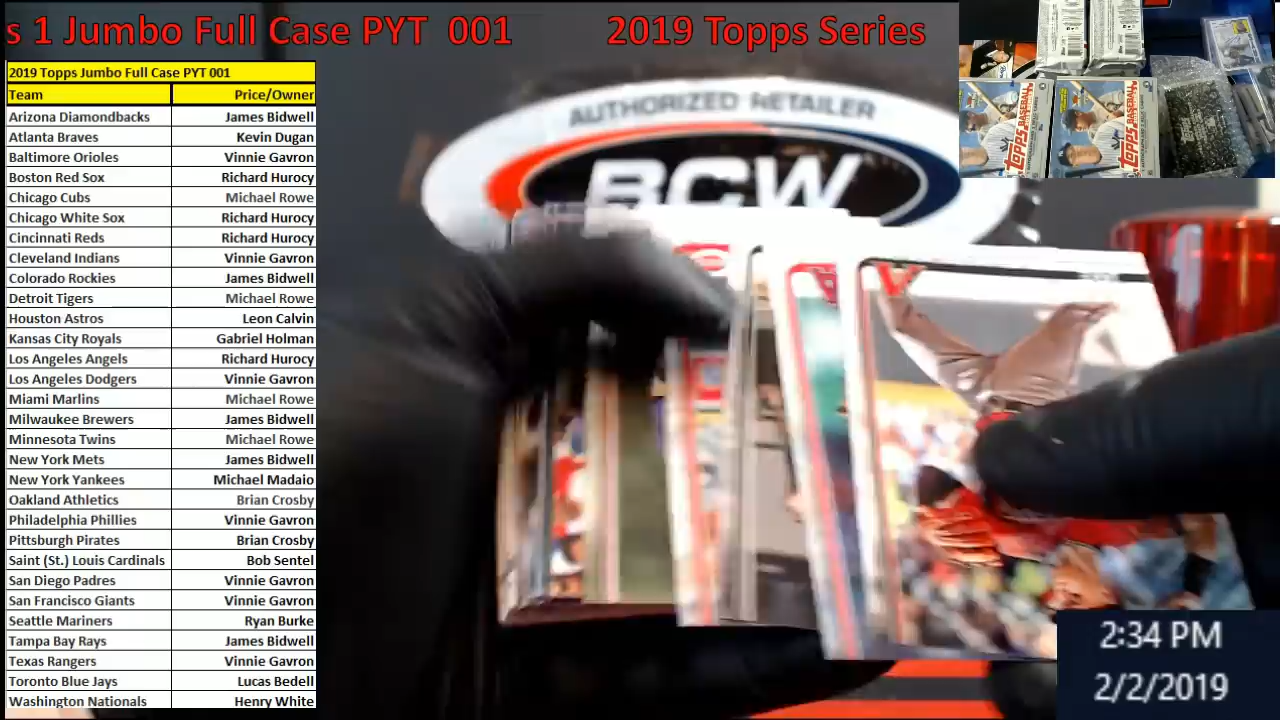 s 1 Jumbo Full Case PYT 001 2019 Topps Series
2019 Topps Jumbo Full Case PYT 001
Team Price/Owner
Arizona Diamondbacks James Bidwell
Atlanta Braves Kevin Dugan
Baltimore Orioles Vinnie Gavron
Boston Red Sox Richard Hurocy
Chicago Cubs Michael Rowe
Chicago White Sox Richard Hurocy
Cincinnati Reds Richard Hurocy
Cleveland Indians Vinnie Gavron
Colorado Rockies James Bidwell
Detroit Tigers Michael Rowe
Houston Astros Leon Calvin
Kansas City Royals Gabriel Holman
Los Angeles Angels Richard Hurocy
Los Angeles Dodgers Vinnie Gavron
Miami Marlins Michael Rowe
Milwaukee Brewers James Bidwell
Minnesota Twins Michael Rowe
New York Mets James Bidwell
New York Yankees Michael Madaio
Oakland Athletics Brian Crosby
Philadelphia Phillies Vinnie Gavron
Pittsburgh Pirates Brian Crosby
Saint (St.) Louis Cardinals Bob Sentel
San Diego Padres Vinnie Gavron
San Francisco Giants Vinnie Gavron
Seattle Mariners Ryan Burke
Tampa Bay Rays James Bidwell
Texas Rangers Vinnie Gavron
Toronto Blue Jays Lucas Bedell
Washington Nationals Henry White
AUTHORIZED RETAILER
BCW
Topps BASEBALL
Topps BASEBALL
2:34 PM
2/2/2019